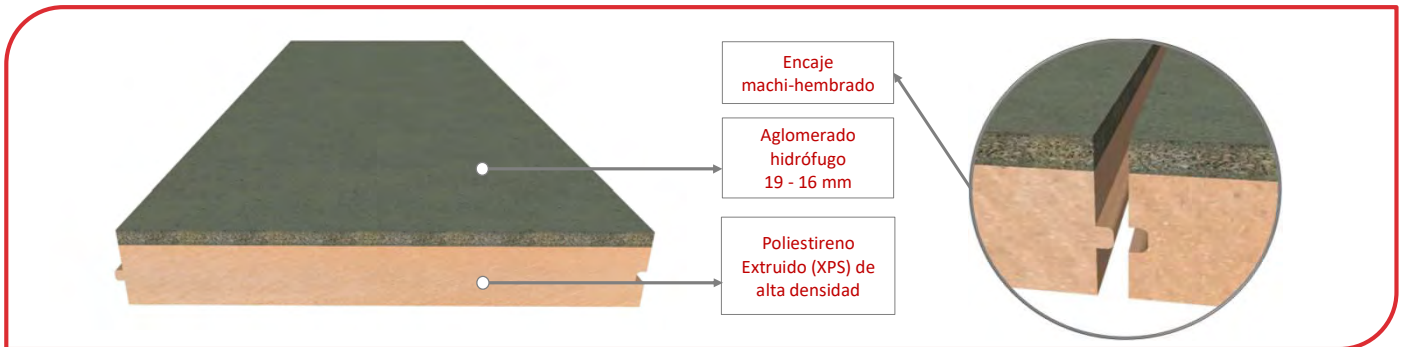 Encaje
machi-hembrado
Aglomerado
hidrófugo
19 - 16 mm
Poliestireno
Extruido (XPS) de
alta densidad